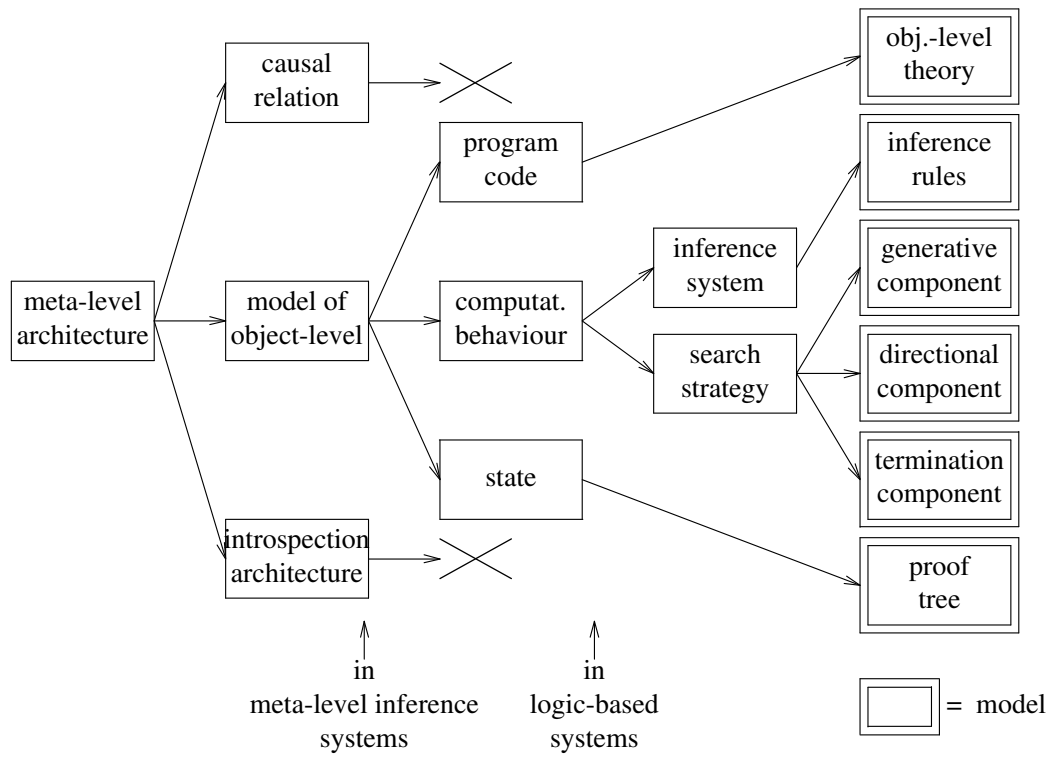 causal
relation
obj.-level
theory
program
code
inference
rules
inference
system
generative
component
meta-level
architecture
model of
object-level
computat.
behaviour
search
strategy
directional
component
state
termination
component
introspection
architecture
proof
tree
in
meta-level inference
systems
in
logic-based
systems
= model